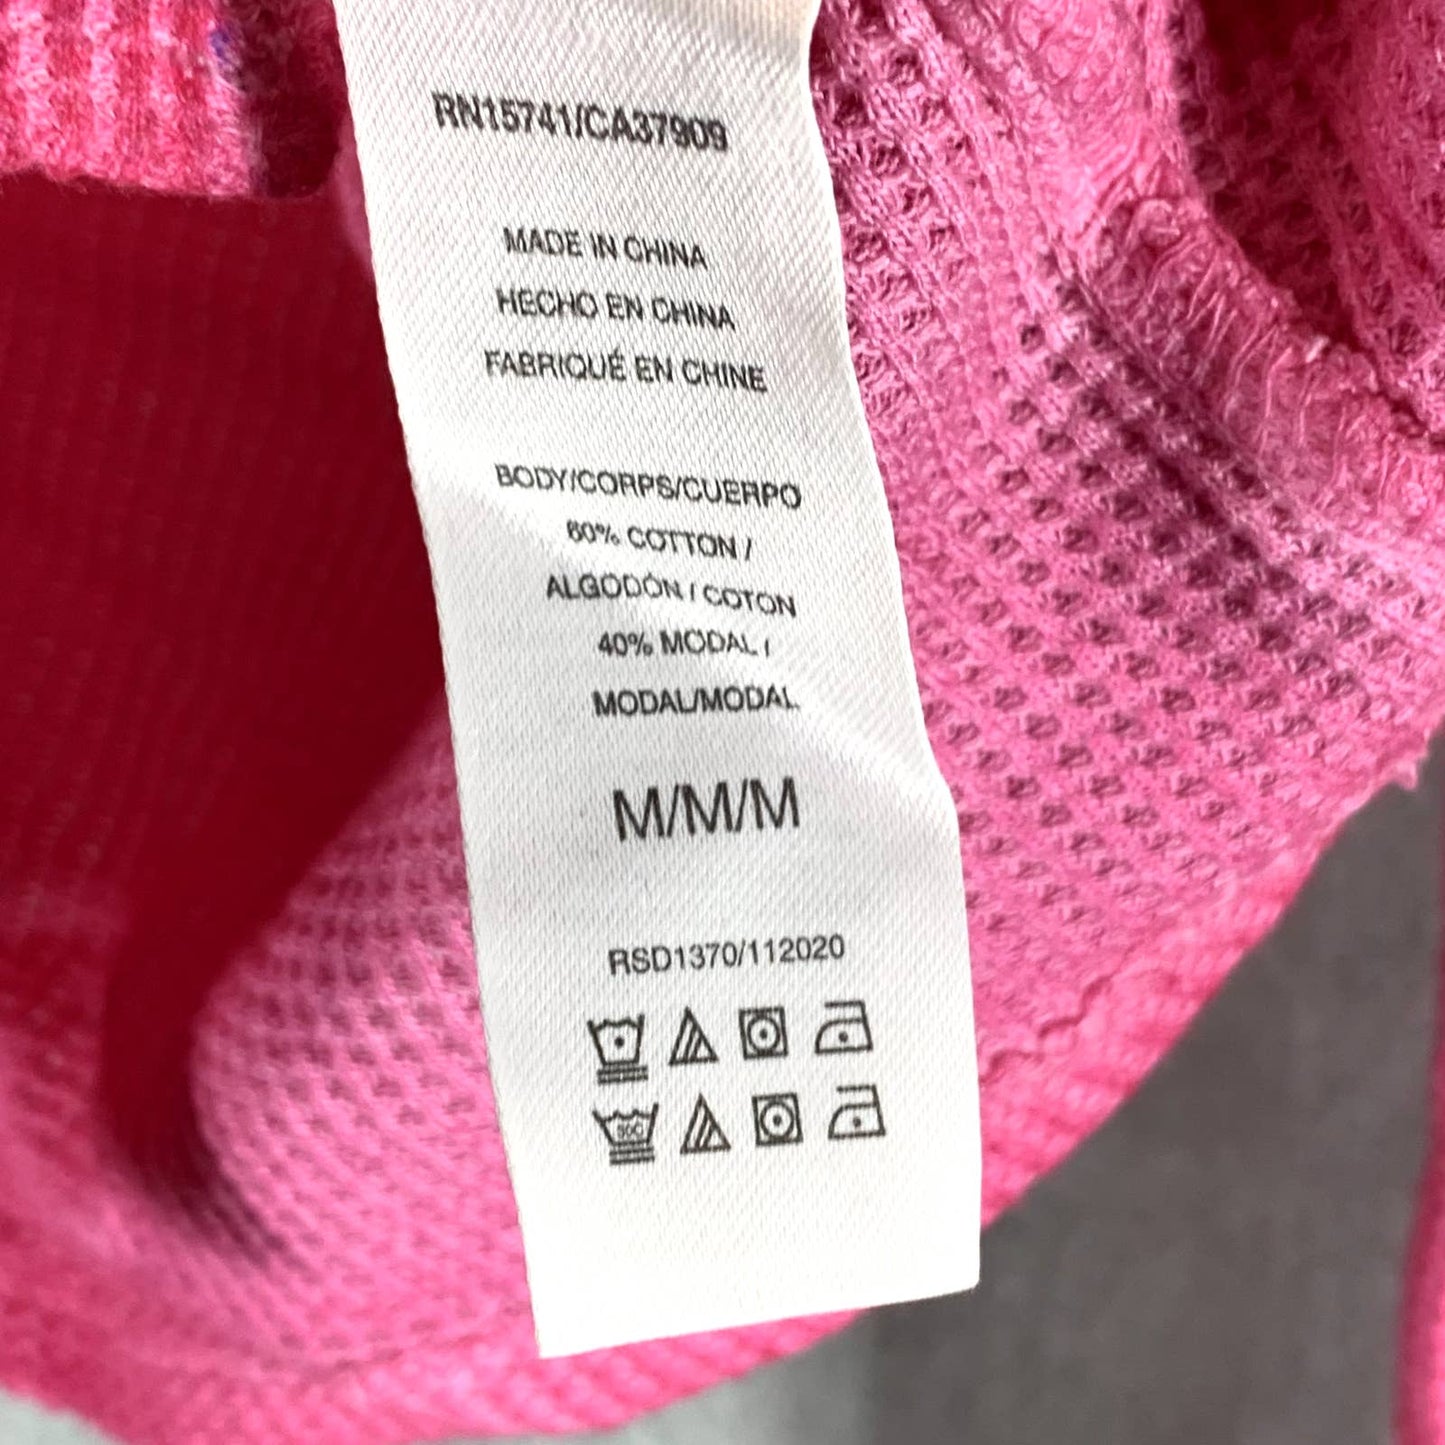 RN15741/CA37909
MADE IN CHINA
HECHO EN CHINA
FABRIQUÉ EN CHINE
BODY/CORPS/CUERPO
60% COTTON /
ALGODÓN / COTON
40% MODAL /
MODAL/MODAL
M/M/M
RSD1370/112020
30C